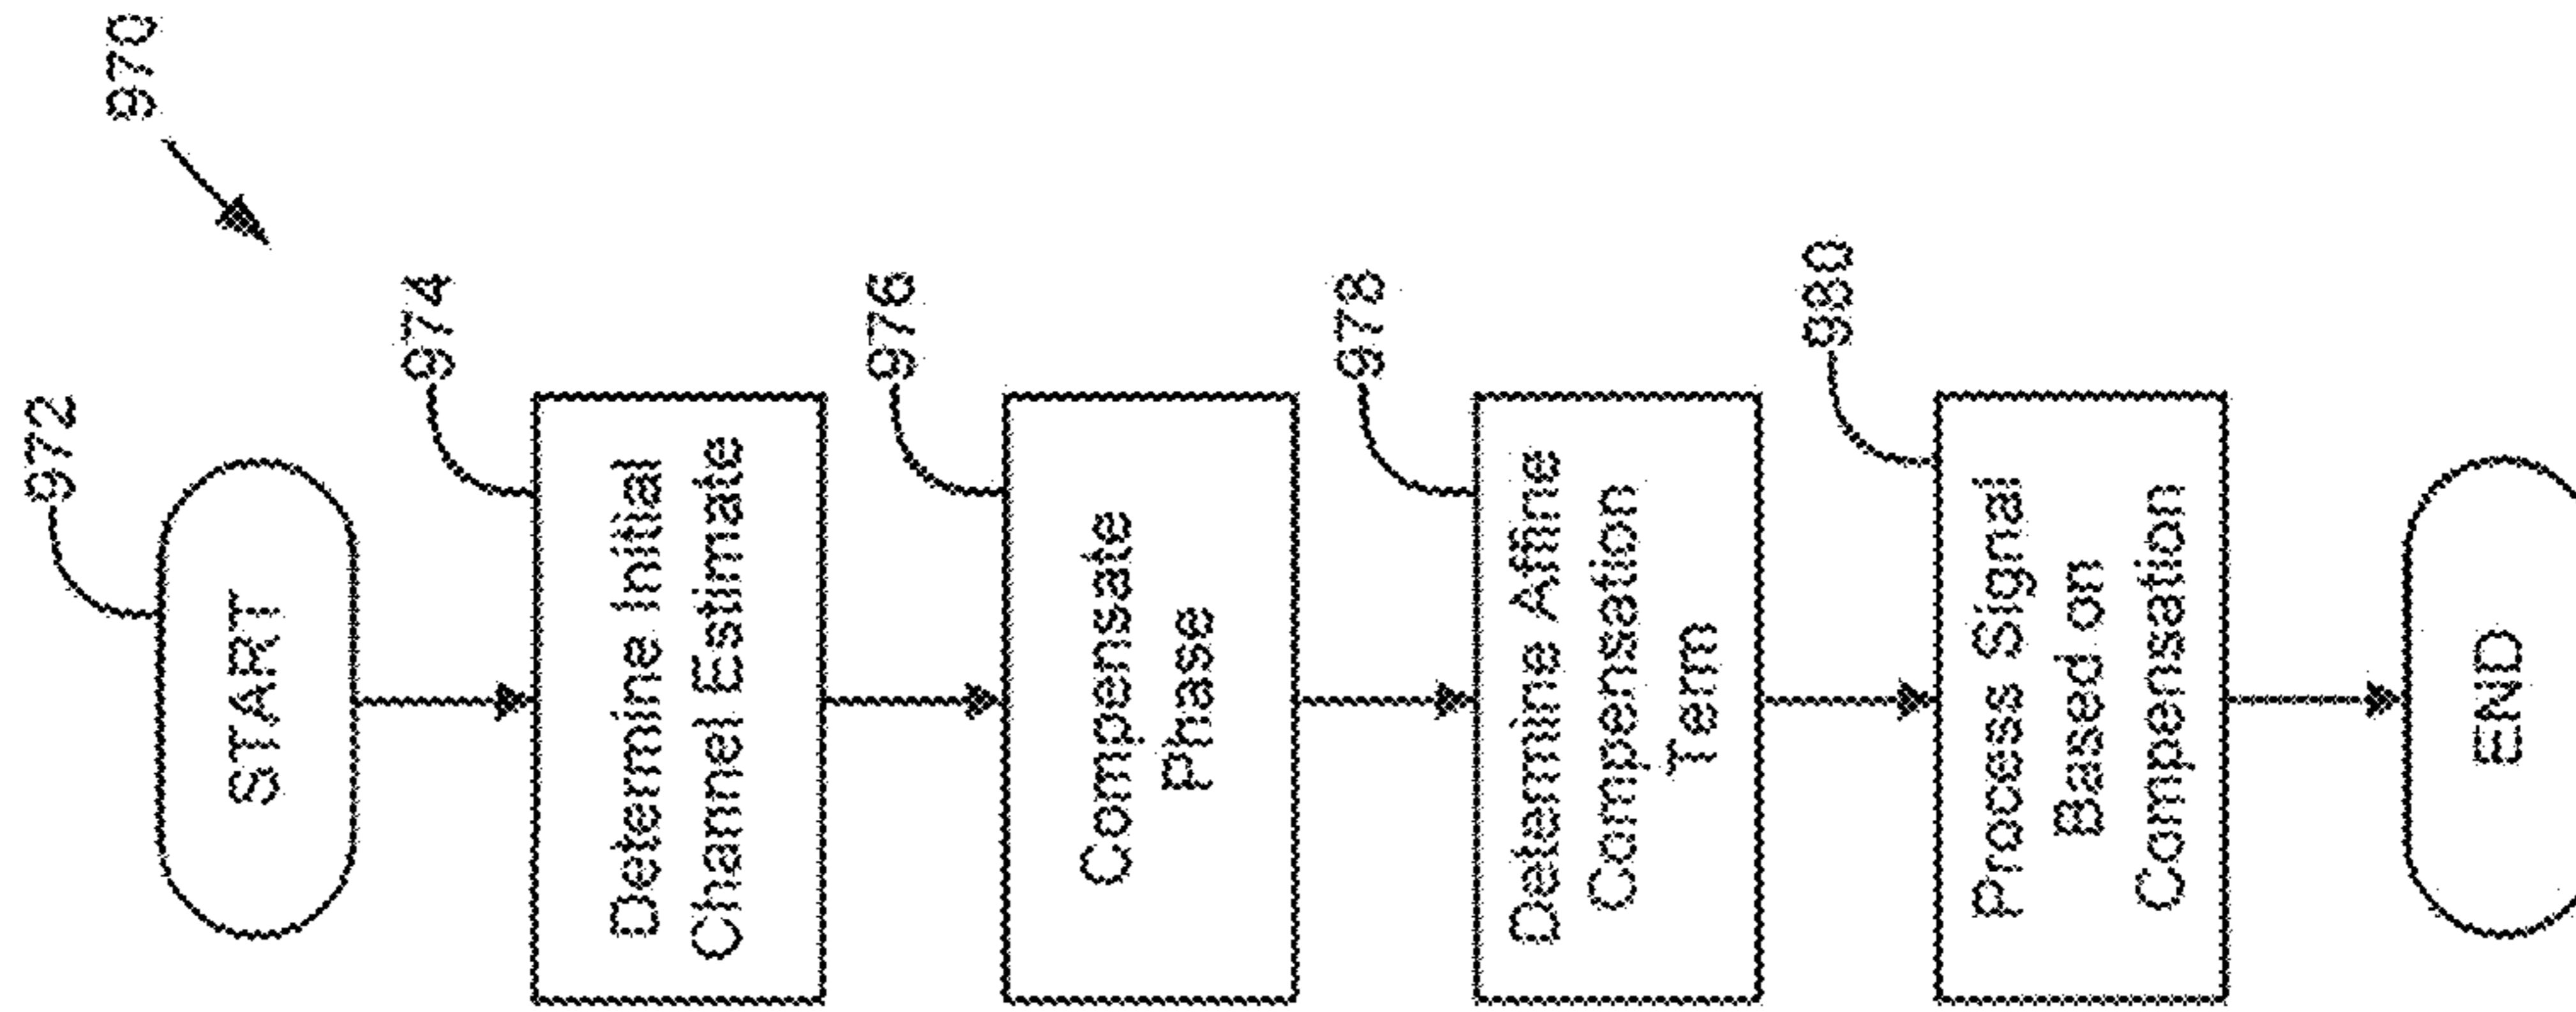 970
972
START
974
Determine Initial
Channel Estimate
976
Compensate
Phase
978
Determine Affine
Compensation
Term
980
Process Signal
Based on
Compensation
END